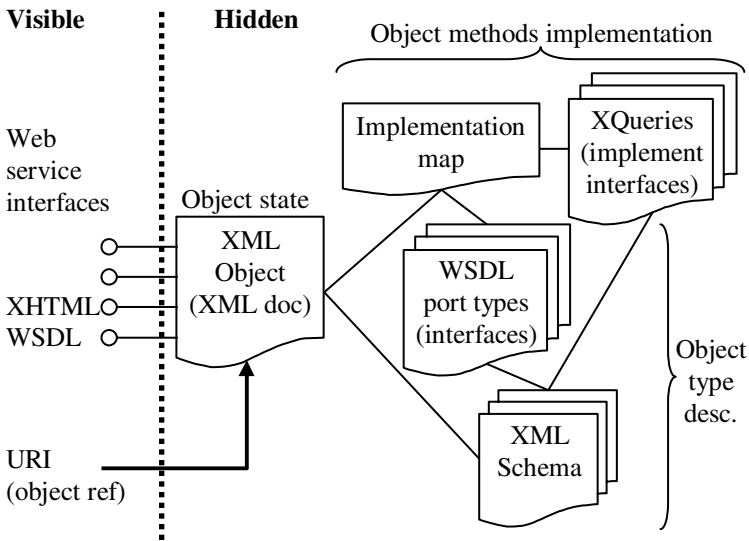 Visible
Hidden
Object methods implementation
Web
service
interfaces
Implementation
map
XQueries
(implement
interfaces)
Object state
XML
Object
(XML doc)
WSDL
port types
(interfaces)
XHTML
WSDL
Object
type
desc.
XML
Schema
URI
(object ref)